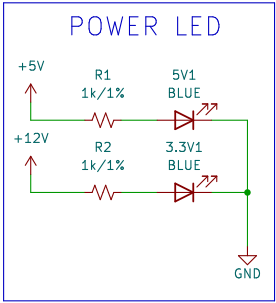 POWER LED
+5V
R1
1k/1%
5V1
BLUE
+12V
R2
1k/1%
3.3V1
BLUE
GND